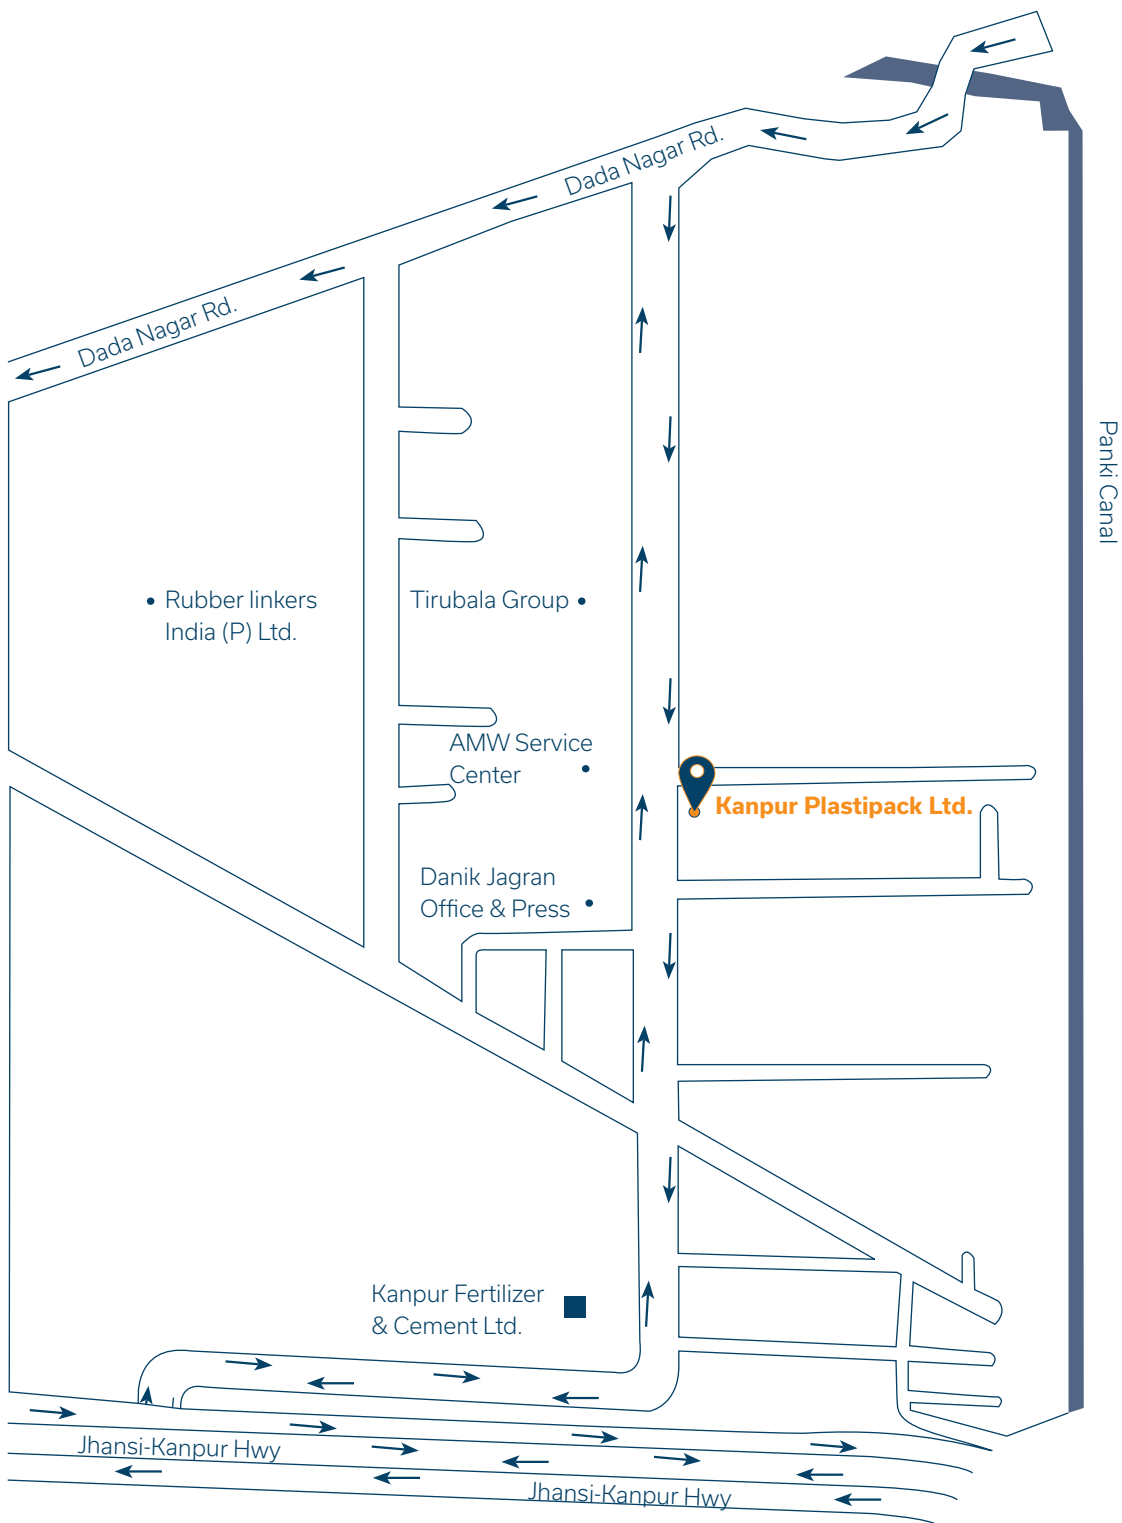 Dada Nagar Rd.
Dada Nagar Rd.
Panki Canal
Rubber linkers
India (P) Ltd.
Tirubala Group
AMW Service
Center
Kanpur Plastipack Ltd.
Danik Jagran
Office & Press
Kanpur Fertilizer
& Cement Ltd.
Jhansi-Kanpur Hwy
Jhansi-Kanpur Hwy